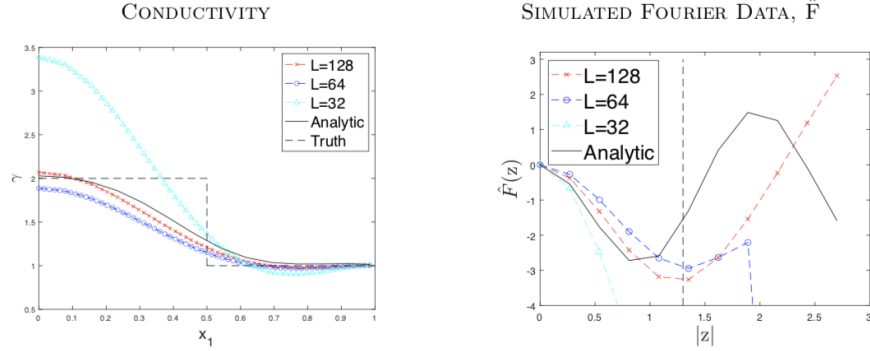 CONDUCTIVITY
3.5
3
2.5
2
1.5
1
0.5
γ
L=128
L=64
L=32
Analytic
Truth
0 0.1 0.2 0.3 0.4 0.5 0.6 0.7 0.8 0.9 1
x₁
SIMULATED FOURIER DATA, F̂
3
2
1
0
-1
-2
-3
-4
F̂(z)
L=128
L=64
L=32
Analytic
0 0.5 1 1.5 2 2.5 3
|z|